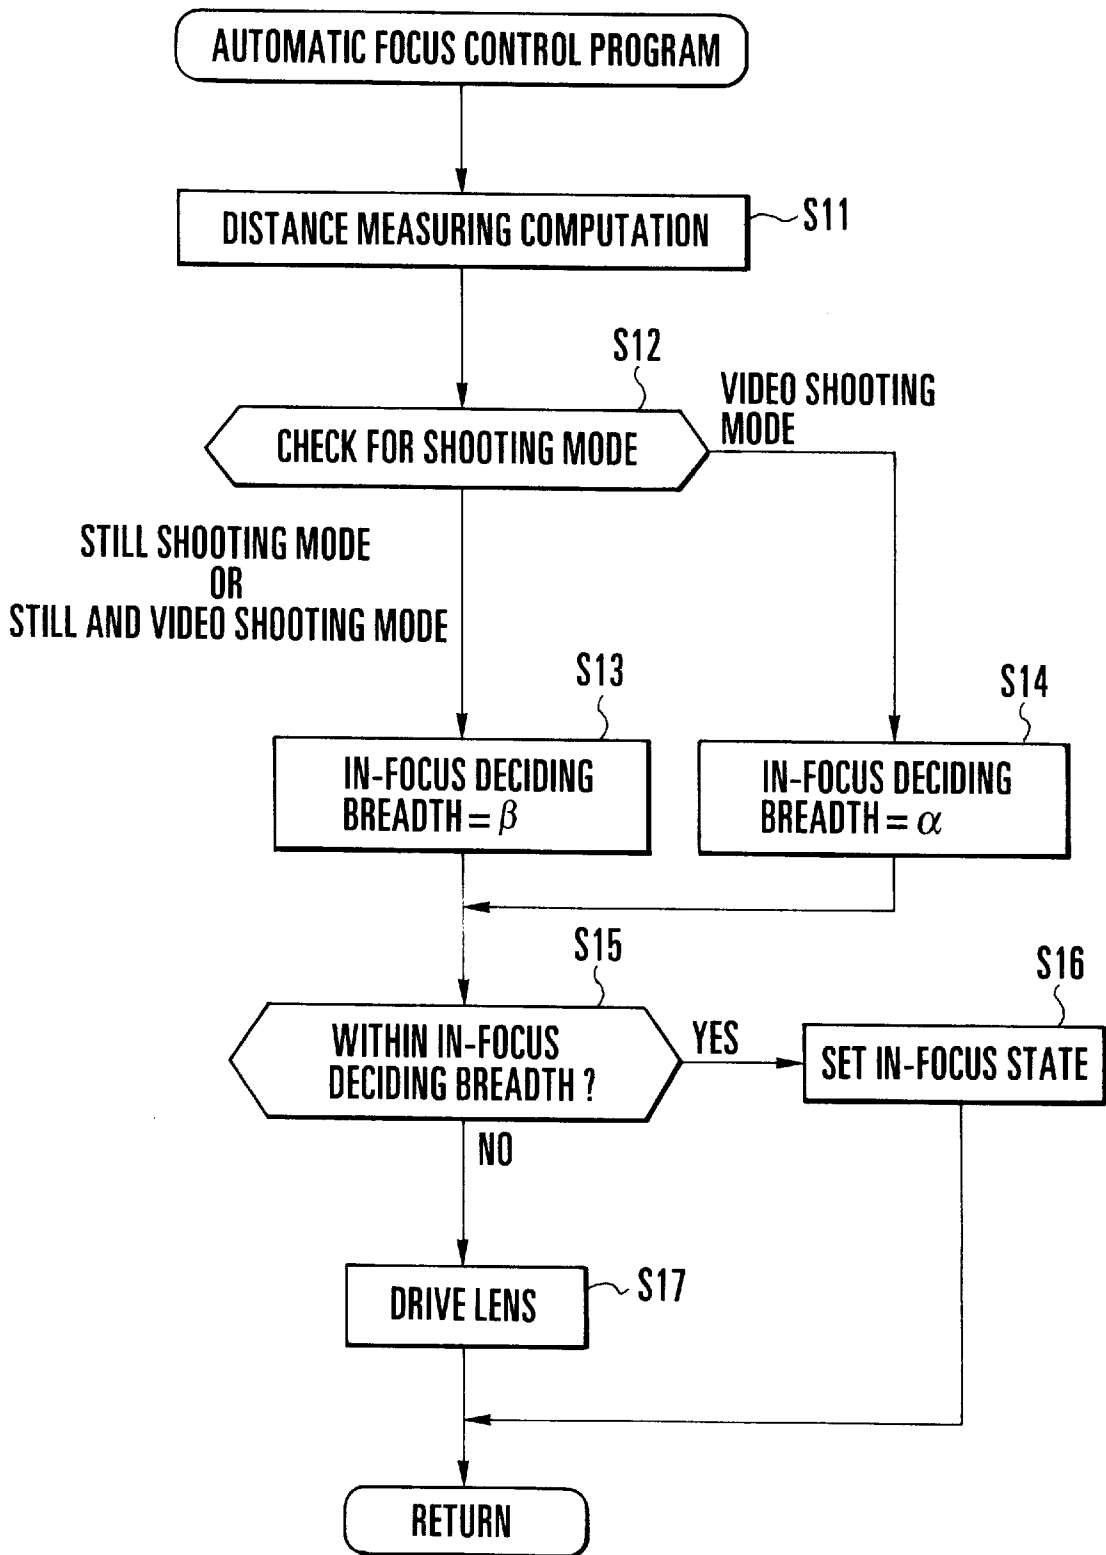 AUTOMATIC FOCUS CONTROL PROGRAM
DISTANCE MEASURING COMPUTATION
S11
S12
VIDEO SHOOTING
MODE
CHECK FOR SHOOTING MODE
STILL SHOOTING MODE
OR
STILL AND VIDEO SHOOTING MODE
S13
S14
IN-FOCUS DECIDING
BREADTH = β
IN-FOCUS DECIDING
BREADTH = α
S15
S16
WITHIN IN-FOCUS
DECIDING BREADTH ?
YES
SET IN-FOCUS STATE
NO
DRIVE LENS
S17
RETURN